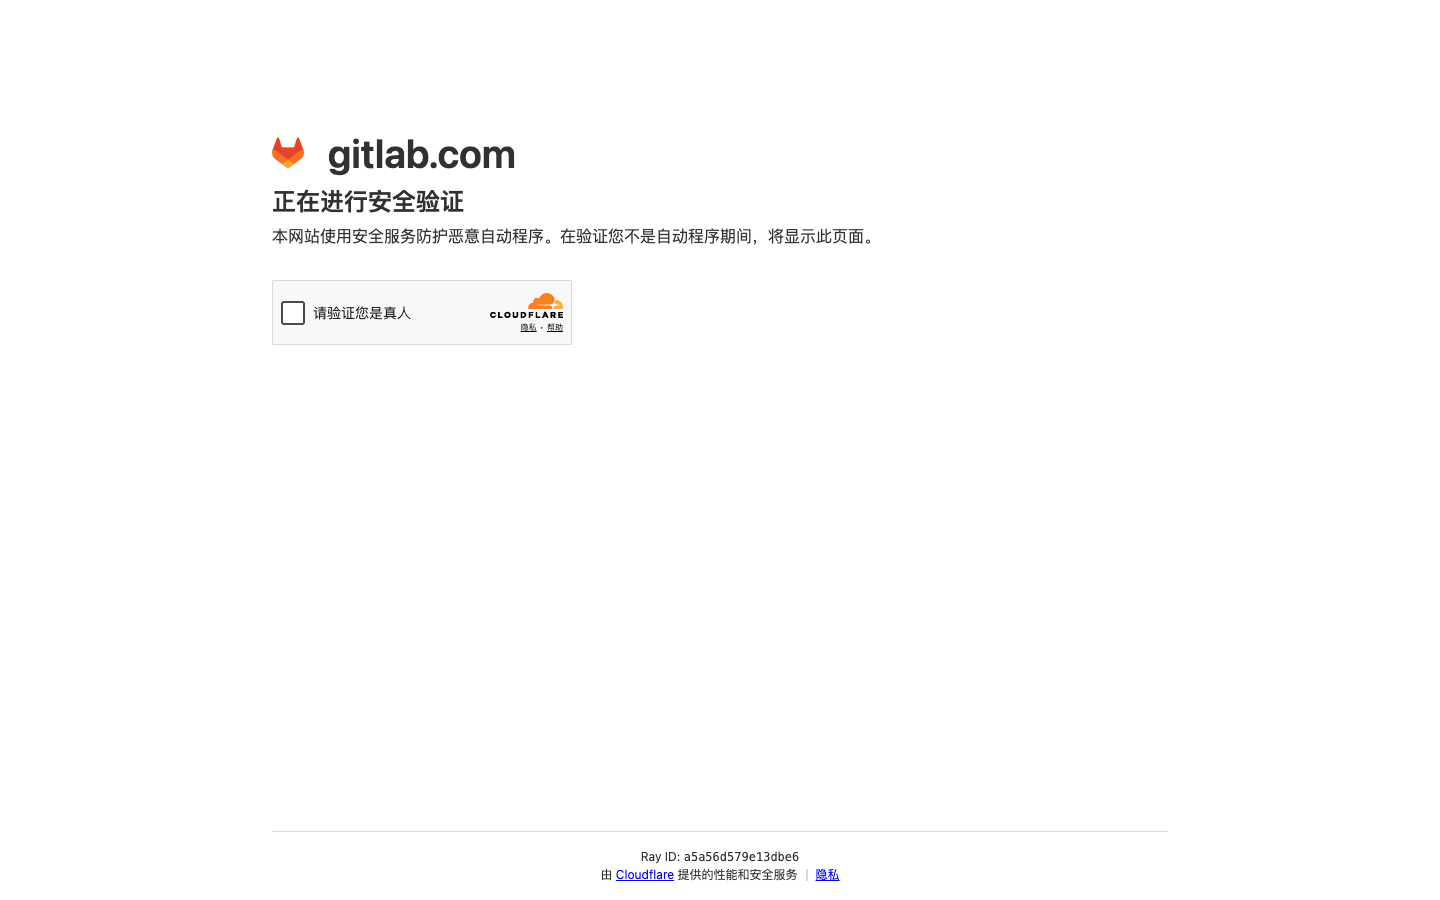 gitlab.com
正在进行安全验证
本网站使用安全服务防护恶意自动程序。在验证您不是自动程序期间，将显示此页面。
请验证您是真人
CLOUDFLARE
隐私 · 帮助
Ray ID: a5a56d579e13dbe6
由 Cloudflare 提供的性能和安全服务 | 隐私